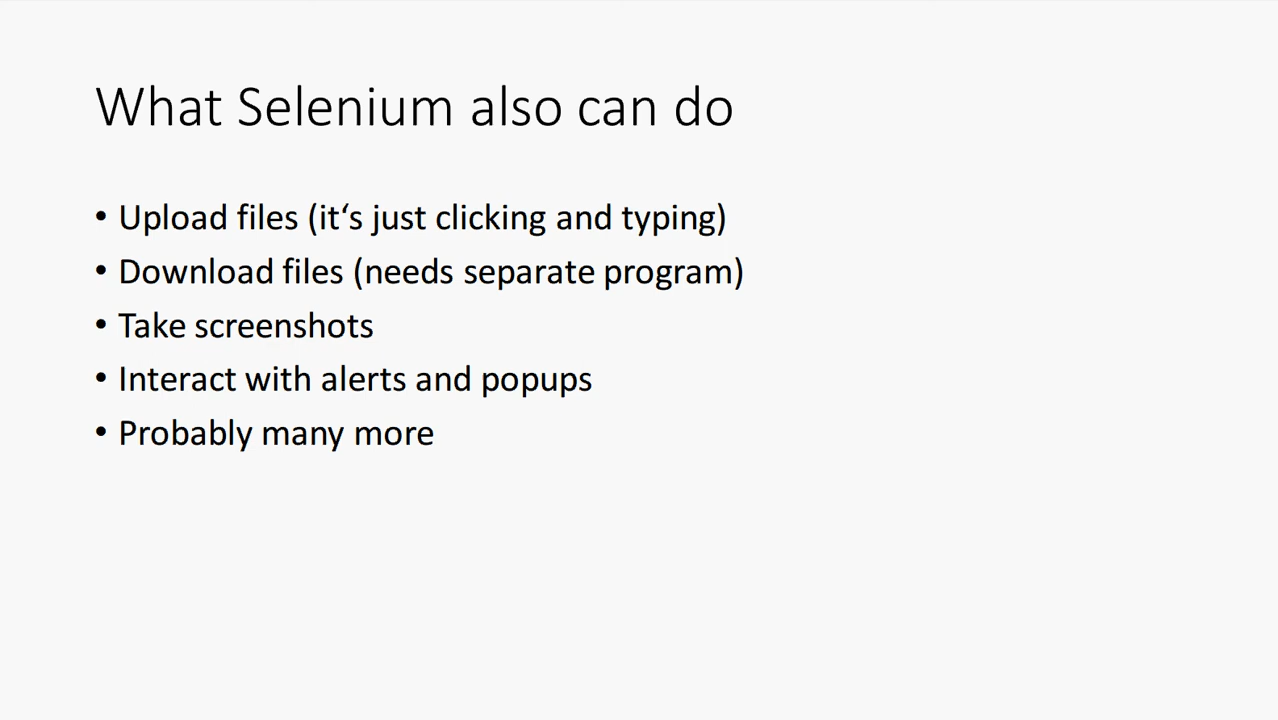 What Selenium also can do
• Upload files (it‘s just clicking and typing)
• Download files (needs separate program)
• Take screenshots
• Interact with alerts and popups
• Probably many more